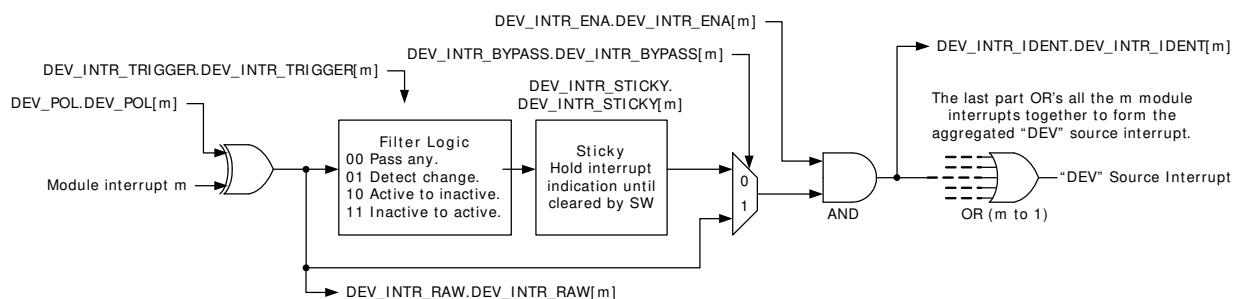 DEV_INTR_ENA.DEV_INTR_ENA[m]
DEV_INTR_IDENT.DEV_INTR_IDENT[m]
DEV_INTR_BYPASS.DEV_INTR_BYPASS[m]
DEV_INTR_TRIGGER.DEV_INTR_TRIGGER[m]
DEV_INTR_STICKY.
DEV_INTR_STICKY[m]
DEV_POL.DEV_POL[m]
The last part OR's all the m module
interrupts together to form the
aggregated “DEV” source interrupt.
Filter Logic
00 Pass any.
01 Detect change.
10 Active to inactive.
11 Inactive to active.
Sticky
Hold interrupt
indication until
cleared by SW
0
1
Module interrupt m
“DEV” Source Interrupt
AND
OR (m to 1)
DEV_INTR_RAW.DEV_INTR_RAW[m]